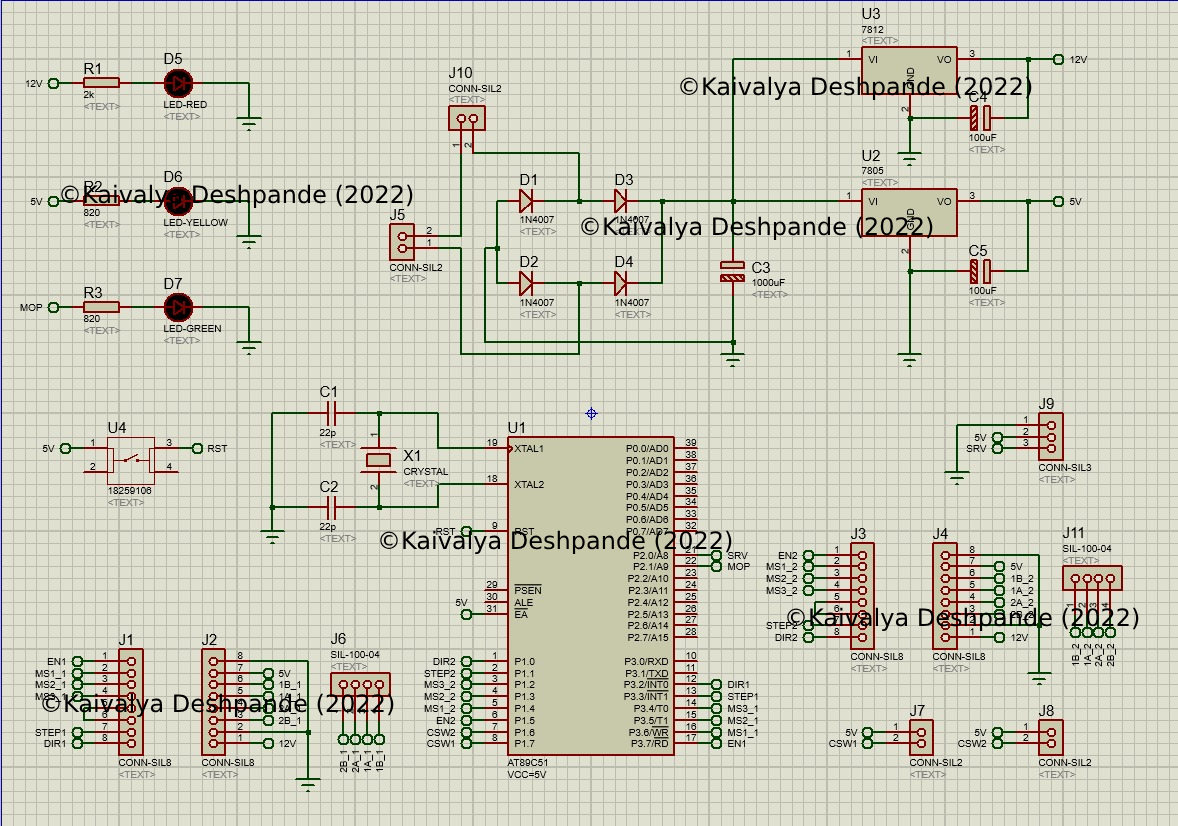 U3
7812
<TEXT>
1 VI VO 3 12V
GND
2
C4
100uF
<TEXT>
©Kaivalya Deshpande (2022)
12V R1 D5
2k LED-RED
<TEXT> <TEXT>
J10
CONN-SIL2
<TEXT>
1 2
U2
7805
<TEXT>
1 VI VO 3 5V
GND
2
C5
100uF
<TEXT>
5V R2 D6
820 LED-YELLOW
<TEXT> <TEXT>
©Kaivalya Deshpande (2022)
J5
2
1
CONN-SIL2
<TEXT>
D1 D3
1N4007 1N4007
<TEXT>
©Kaivalya Deshpande (2022)
D2 D4
1N4007 1N4007
<TEXT> <TEXT>
C3
1000uF
<TEXT>
MOP R3 D7
820 LED-GREEN
<TEXT> <TEXT>
U4
5V 1 3 RST
2 4
18259106
<TEXT>
C1
22p
<TEXT>
1
X1
CRYSTAL
<TEXT>
2
C2
22p
<TEXT>
U1
19 XTAL1 P0.0/AD0 39
P0.1/AD1 38
P0.2/AD2 37
18 XTAL2 P0.3/AD3 36
P0.4/AD4 35
P0.5/AD5 34
P0.6/AD6 33
RST 9 RST P0.7/AD7 32
©Kaivalya Deshpande (2022)
P2.0/A8 21 SRV
P2.1/A9 22 MOP
P2.2/A10 23
29 PSEN P2.3/A11 24
5V 30 ALE P2.4/A12 25
31 EA P2.5/A13 26
P2.6/A14 27
P2.7/A15 28
DIR2 1 P1.0 P3.0/RXD 10
STEP2 2 P1.1 P3.1/TXD 11
MS3_2 3 P1.2 P3.2/INT0 12 DIR1
MS2_2 4 P1.3 P3.3/INT1 13 STEP1
MS1_2 5 P1.4 P3.4/T0 14 MS3_1
EN2 6 P1.5 P3.5/T1 15 MS2_1
CSW2 7 P1.6 P3.6/WR 16 MS1_1
CSW1 8 P1.7 P3.7/RD 17 EN1
AT89C51
VCC=5V
J9
1
5V 2
SRV 3
CONN-SIL3
<TEXT>
J3
EN2 1
MS1_2 2
MS2_2 3
MS3_2 4
5
6
STEP2 7
DIR2 8
CONN-SIL8
<TEXT>
J4
8
7 5V
6 1B_2
5 1A_2
4 2A_2
3 2B_2
2
1 12V
CONN-SIL8
<TEXT>
©Kaivalya Deshpande (2022)
J11
SIL-100-04
<TEXT>
1 2 3 4
1B_2 1A_2 2A_2 2B_2
J1
EN1 1
MS1_1 2
MS2_1 3
MS3_1 4
5
6
STEP1 7
DIR1 8
CONN-SIL8
<TEXT>
J2
8
7 5V
6 1B_1
5 1A_1
4
3 2B_1
2
1 12V
CONN-SIL8
<TEXT>
©Kaivalya Deshpande (2022)
J6
SIL-100-04
<TEXT>
2B_1 2A_1 1A_1 1B_1
J7
5V 1
CSW1 2
CONN-SIL2
<TEXT>
J8
5V 1
CSW2 2
CONN-SIL2
<TEXT>